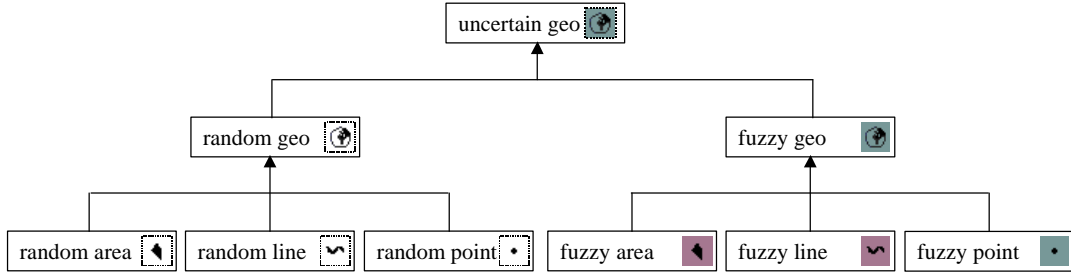 uncertain geo
random geo
fuzzy geo
random area
random line
random point
fuzzy area
fuzzy line
fuzzy point